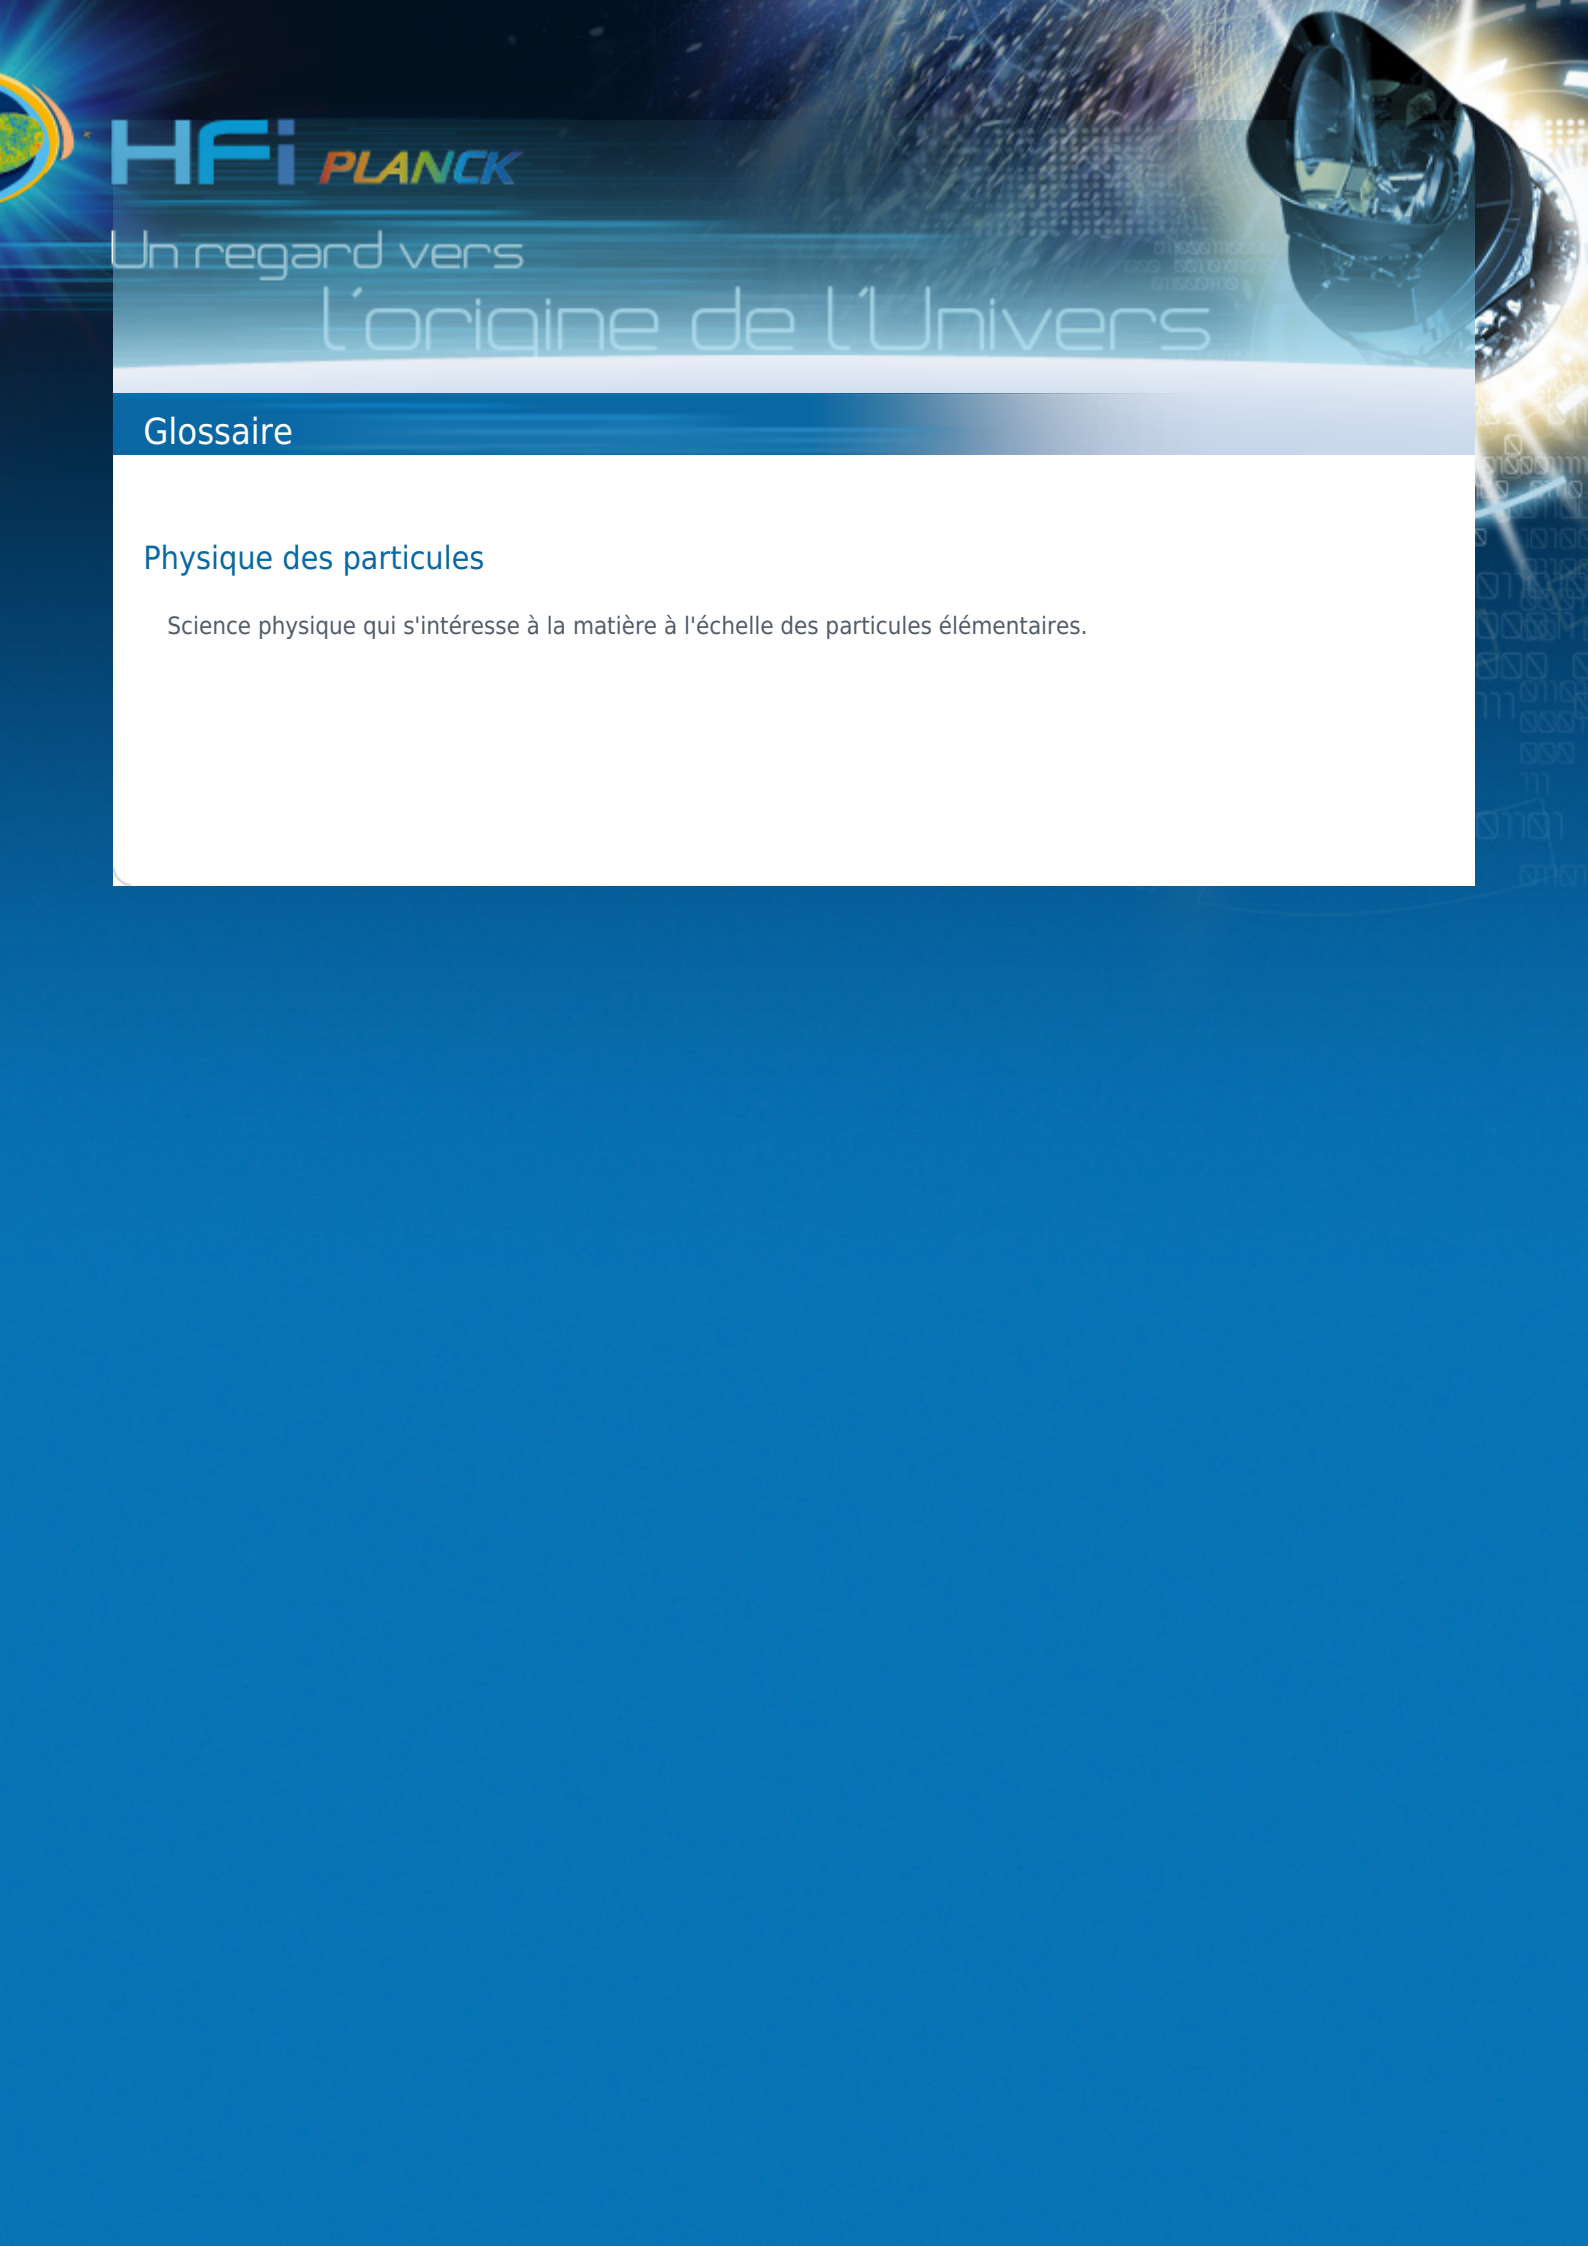 HFi PLANCK
Un regard vers
l'origine de l'Univers
Glossaire
Physique des particules
Science physique qui s'intéresse à la matière à l'échelle des particules élémentaires.